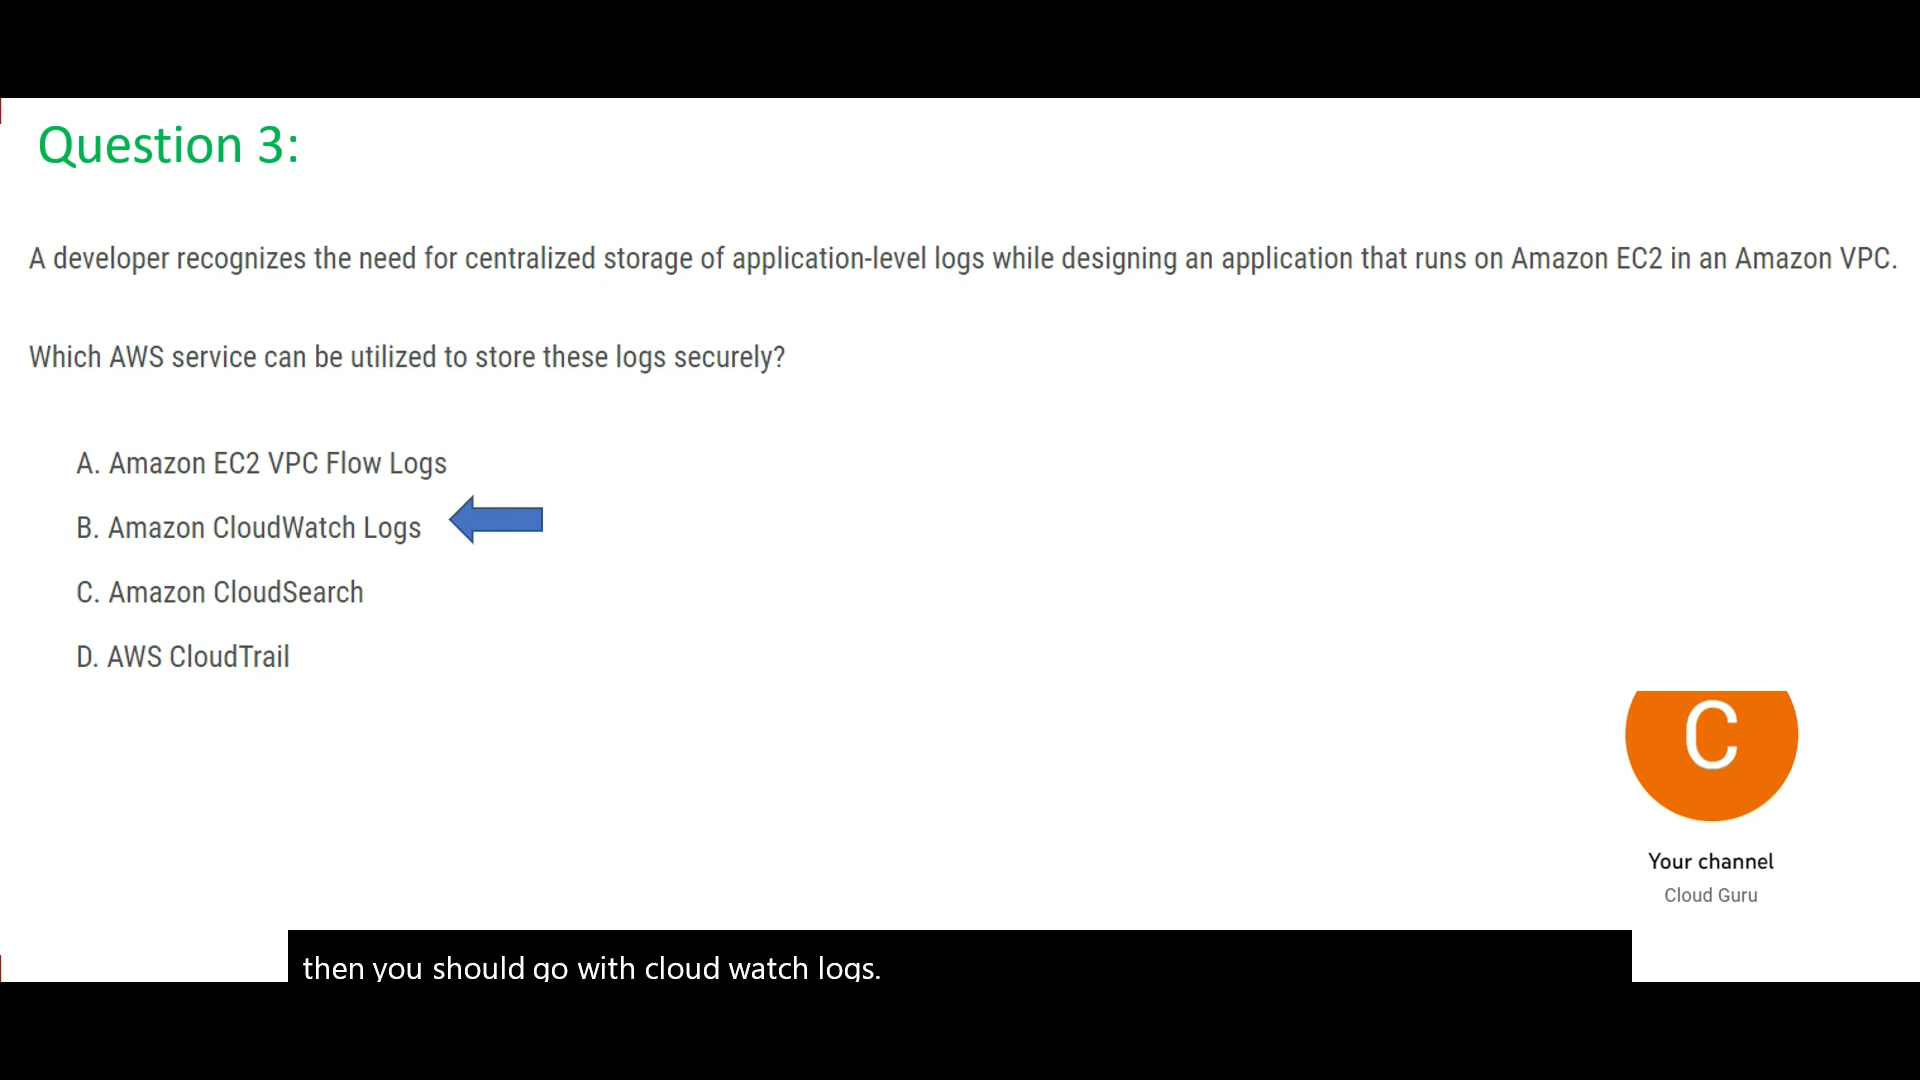 Question 3:
A developer recognizes the need for centralized storage of application-level logs while designing an application that runs on Amazon EC2 in an Amazon VPC.
Which AWS service can be utilized to store these logs securely?
A. Amazon EC2 VPC Flow Logs
B. Amazon CloudWatch Logs
C. Amazon CloudSearch
D. AWS CloudTrail
C
Your channel
Cloud Guru
then you should go with cloud watch logs.